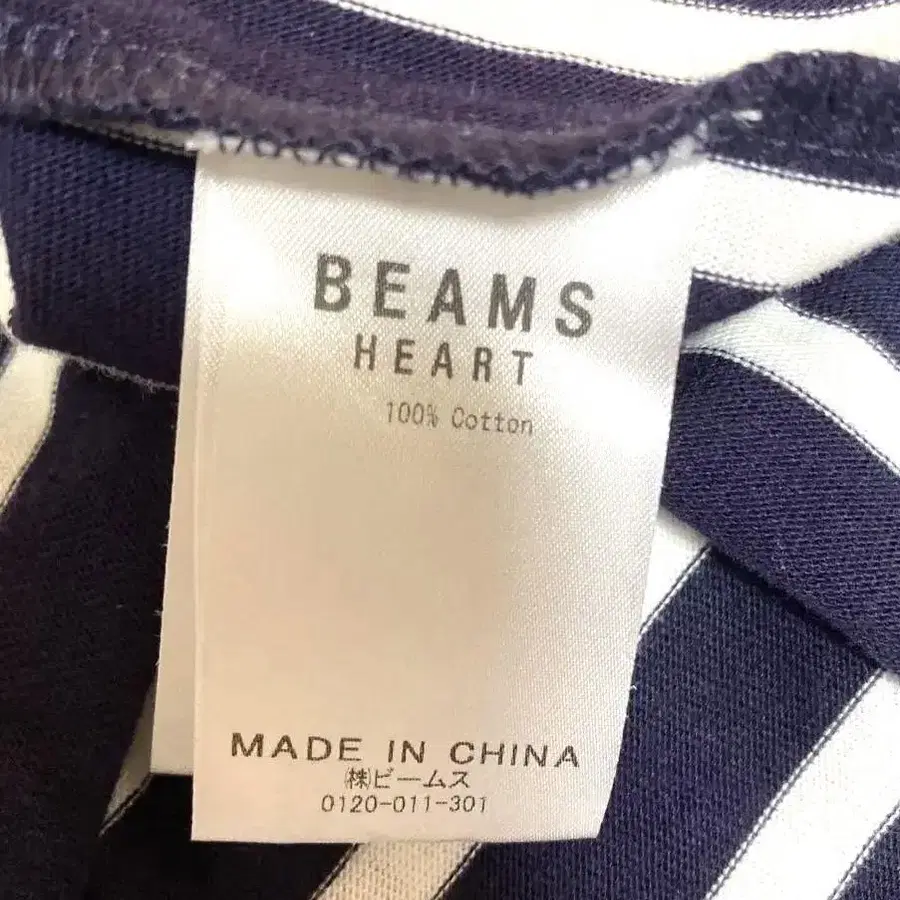 BEAMS
HEART
100% Cotton
MADE IN CHINA
㈱ビームス
0120-011-301